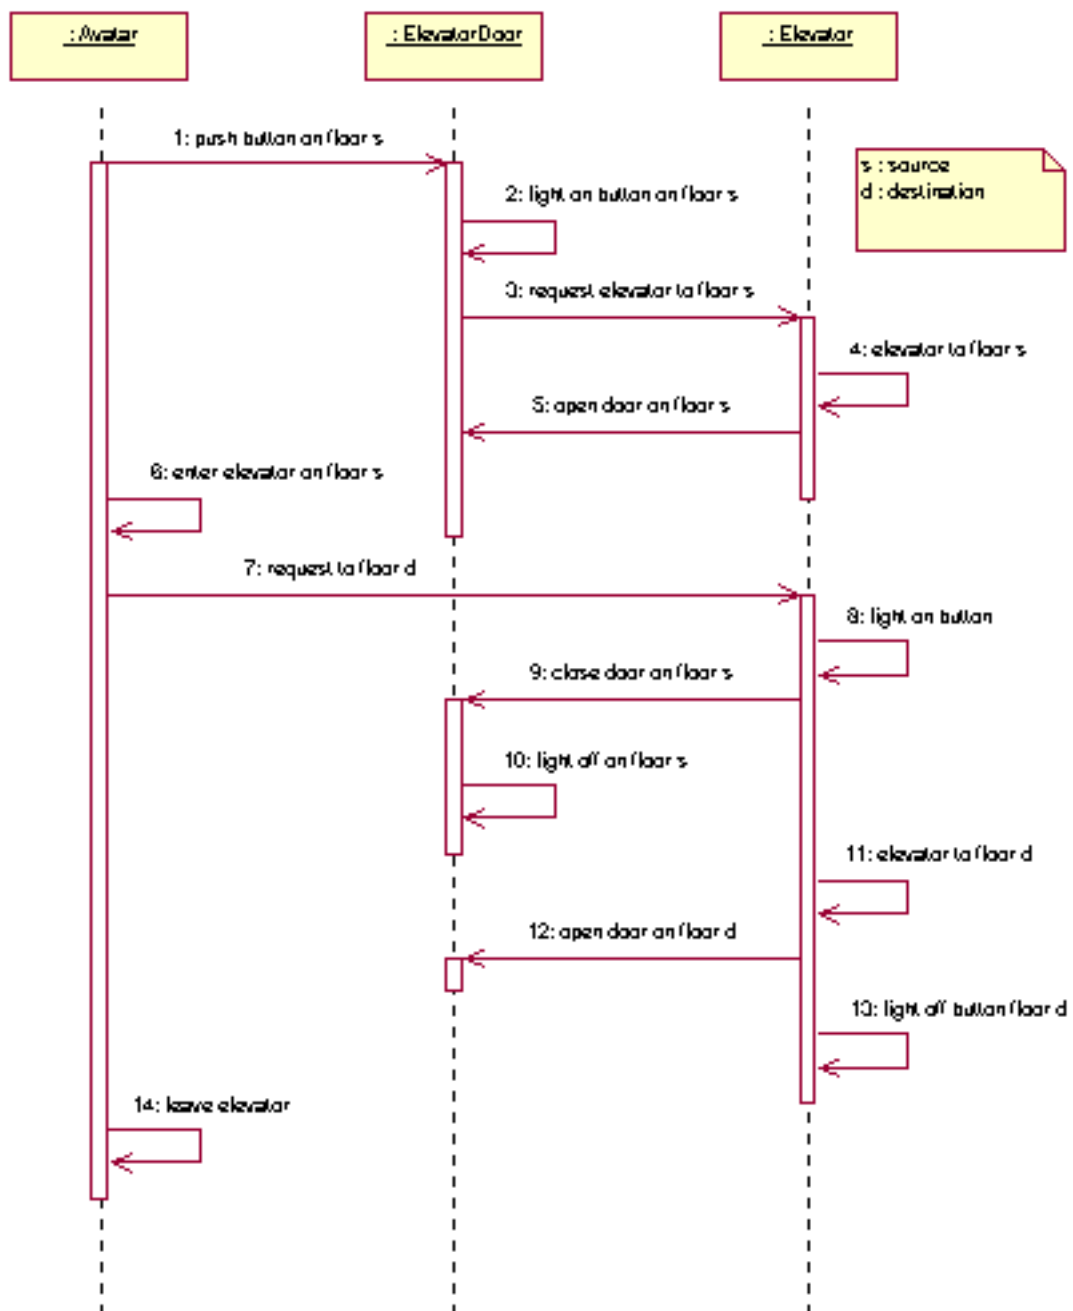 : Avatar
: ElevatorDoor
: Elevator
1: push button on floor s
s : source
d : destination
2: light on button on floor s
3: request elevator to floor s
4: elevator to floor s
5: open door on floor s
6: enter elevator on floor s
7: request to floor d
8: light on button
9: close door on floor s
10: light off on floor s
11: elevator to floor d
12: open door on floor d
13: light off button floor d
14: leave elevator